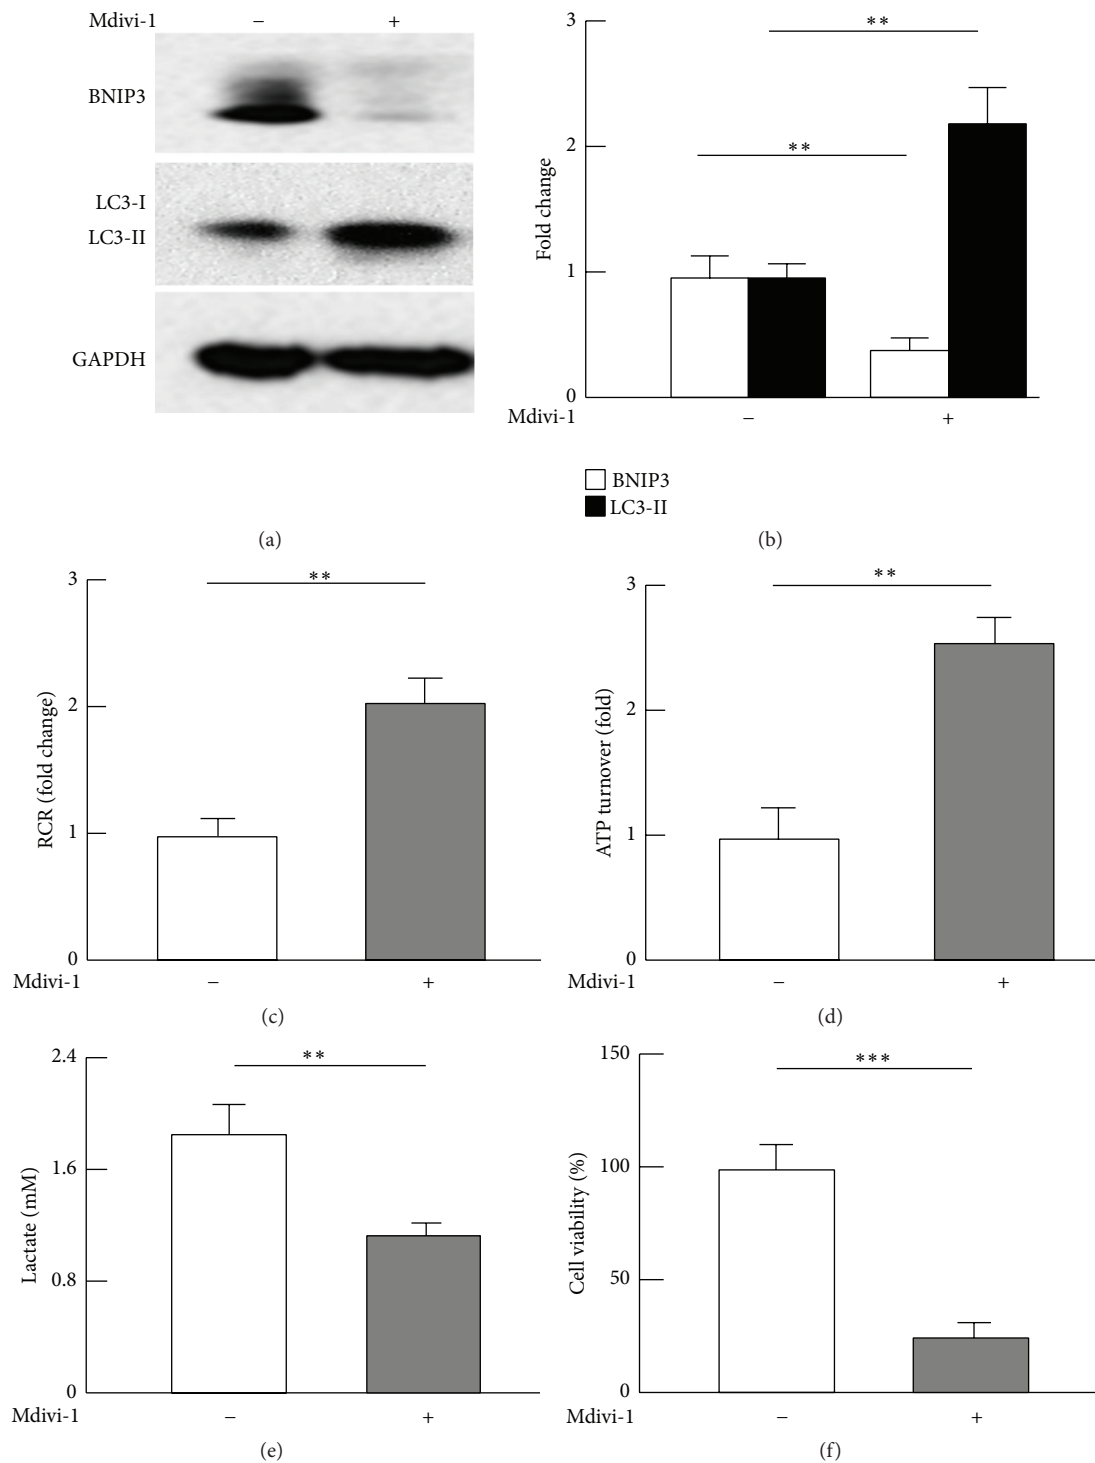 Mdivi-1 − +
BNIP3
LC3-I
LC3-II
GAPDH
(a)
3
2
1
0
Fold change
**
**
Mdivi-1 − +
BNIP3
LC3-II
(b)
3
2
1
0
RCR (fold change)
**
Mdivi-1 − +
(c)
3
2
1
0
ATP turnover (fold)
**
Mdivi-1 − +
(d)
2.4
1.6
0.8
0
Lactate (mM)
**
Mdivi-1 − +
(e)
150
100
50
0
Cell viability (%)
***
Mdivi-1 − +
(f)